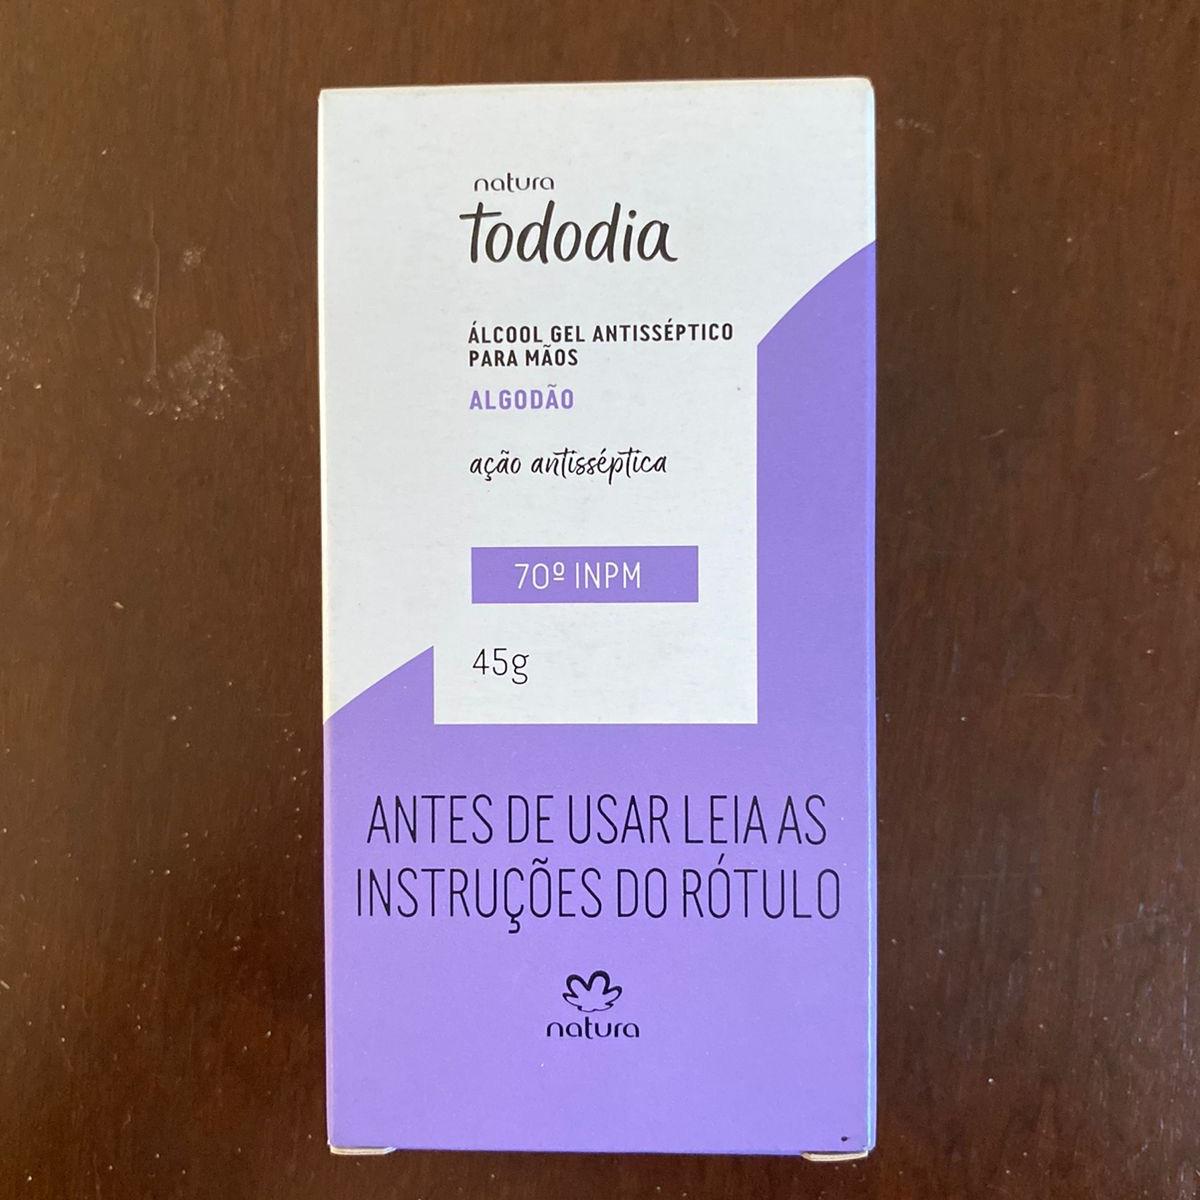 natura
tododia
ÁLCOOL GEL ANTISSÉPTICO
PARA MÃOS
ALGODÃO
ação antisséptica
70º INPM
45g
ANTES DE USAR LEIA AS
INSTRUÇÕES DO RÓTULO
natura